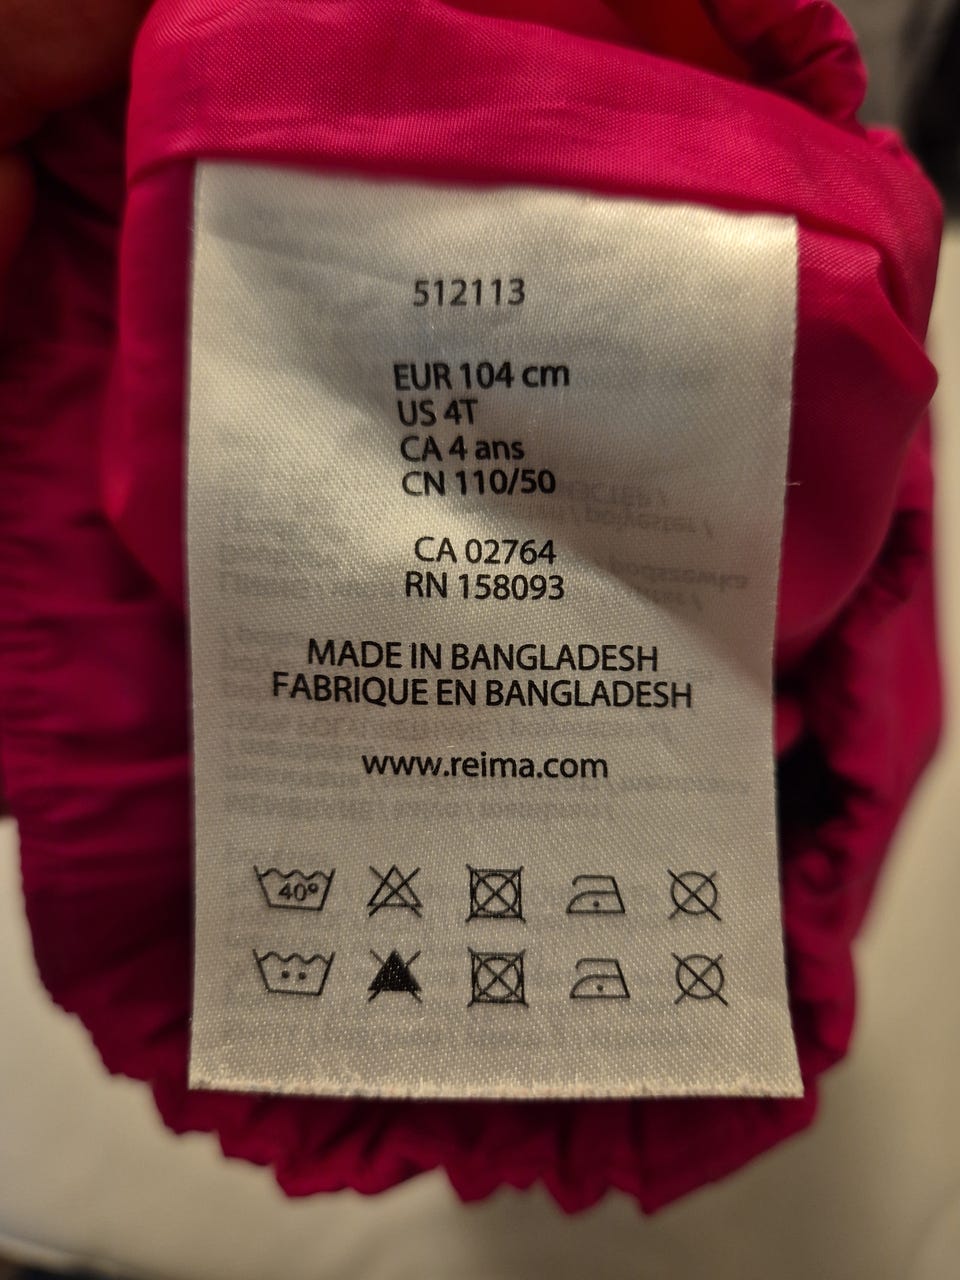 512113
EUR 104 cm
US 4T
CA 4 ans
CN 110/50
CA 02764
RN 158093
MADE IN BANGLADESH
FABRIQUE EN BANGLADESH
www.reima.com
40°